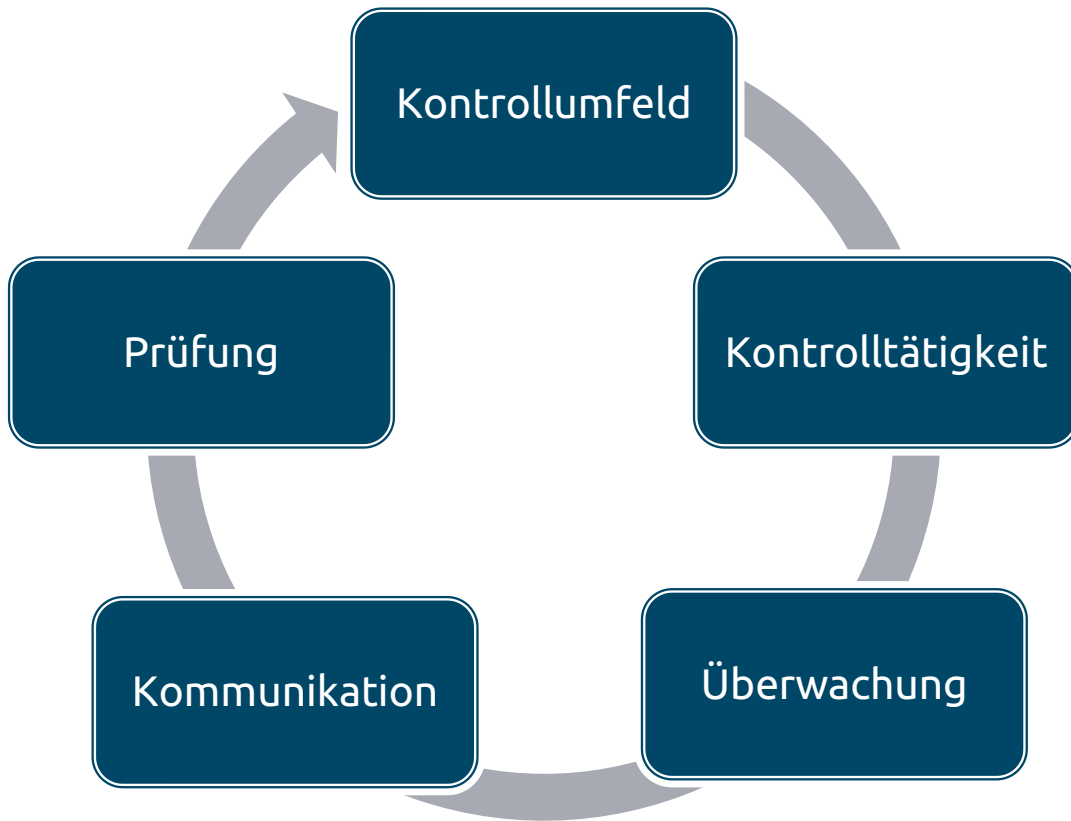 Kontrollumfeld
Kontrolltätigkeit
Überwachung
Kommunikation
Prüfung